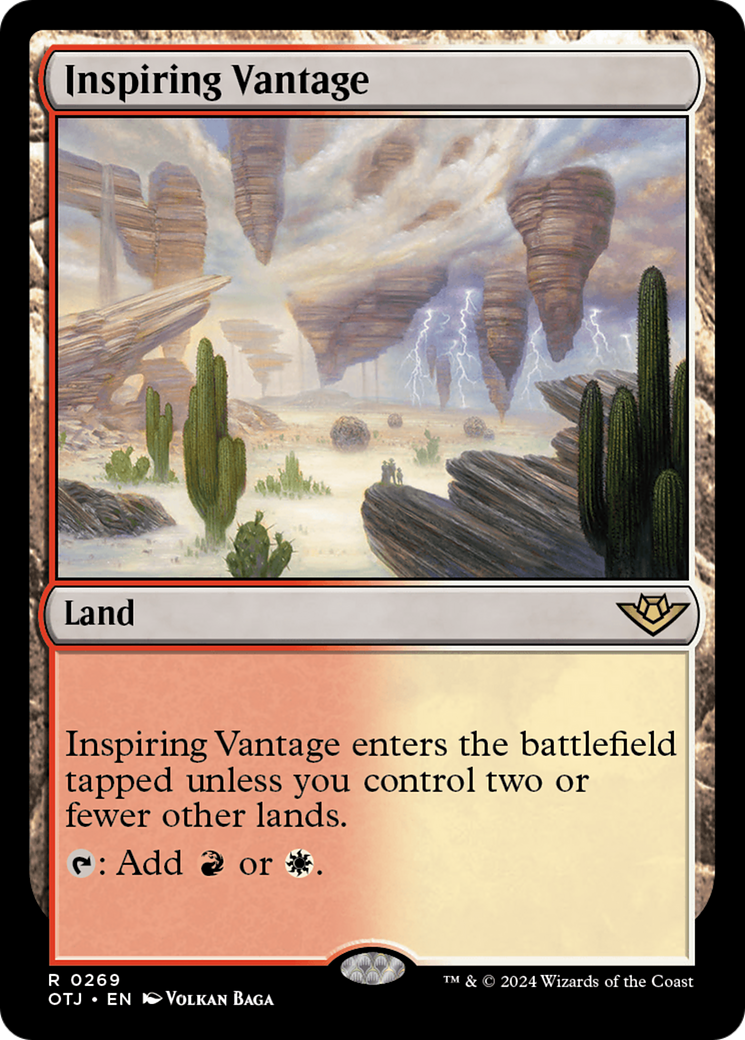 Inspiring Vantage
Land
Inspiring Vantage enters the battlefield
tapped unless you control two or
fewer other lands.
: Add or .
R 0269
OTJ • EN VOLKAN BAGA
™ & © 2024 Wizards of the Coast